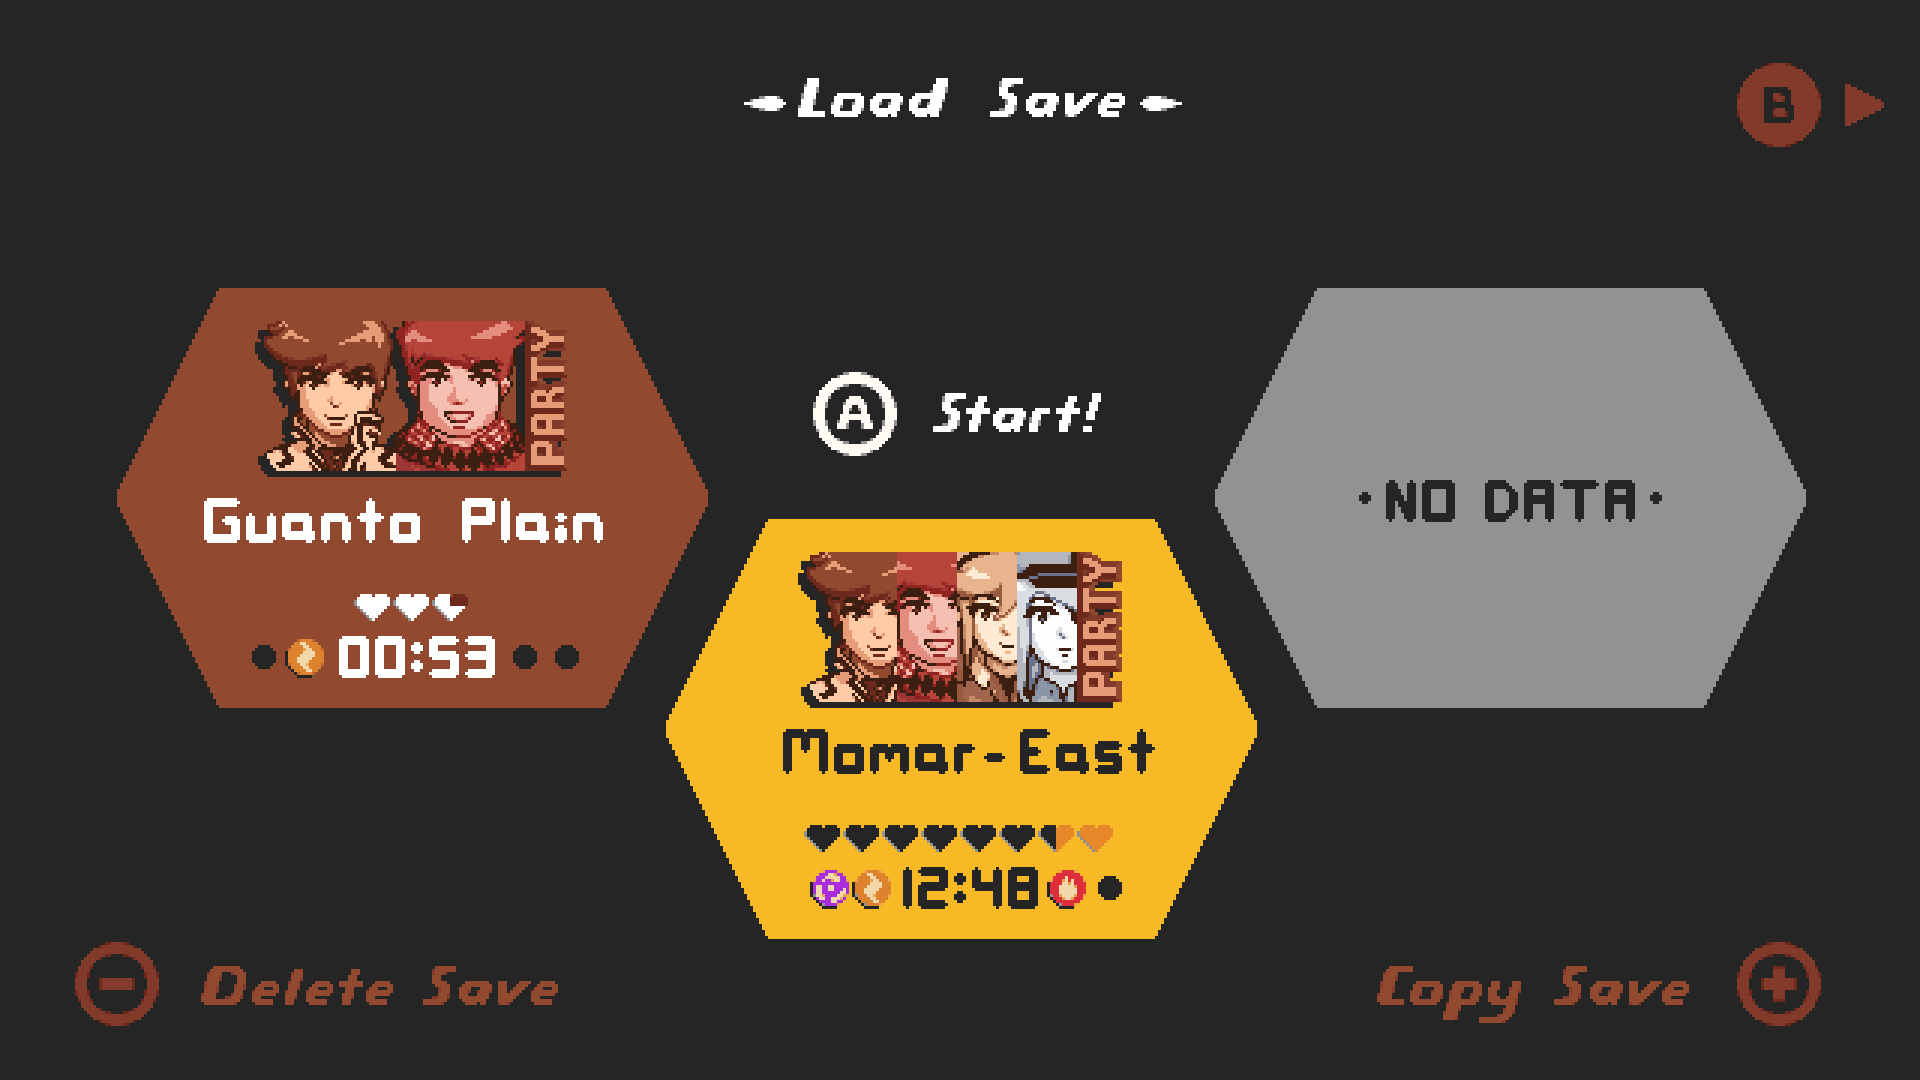 Load Save
B
PARTY
Guanto Plain
00:53
A Start!
PARTY
Momar-East
12:48
·NO DATA·
Delete Save
Copy Save